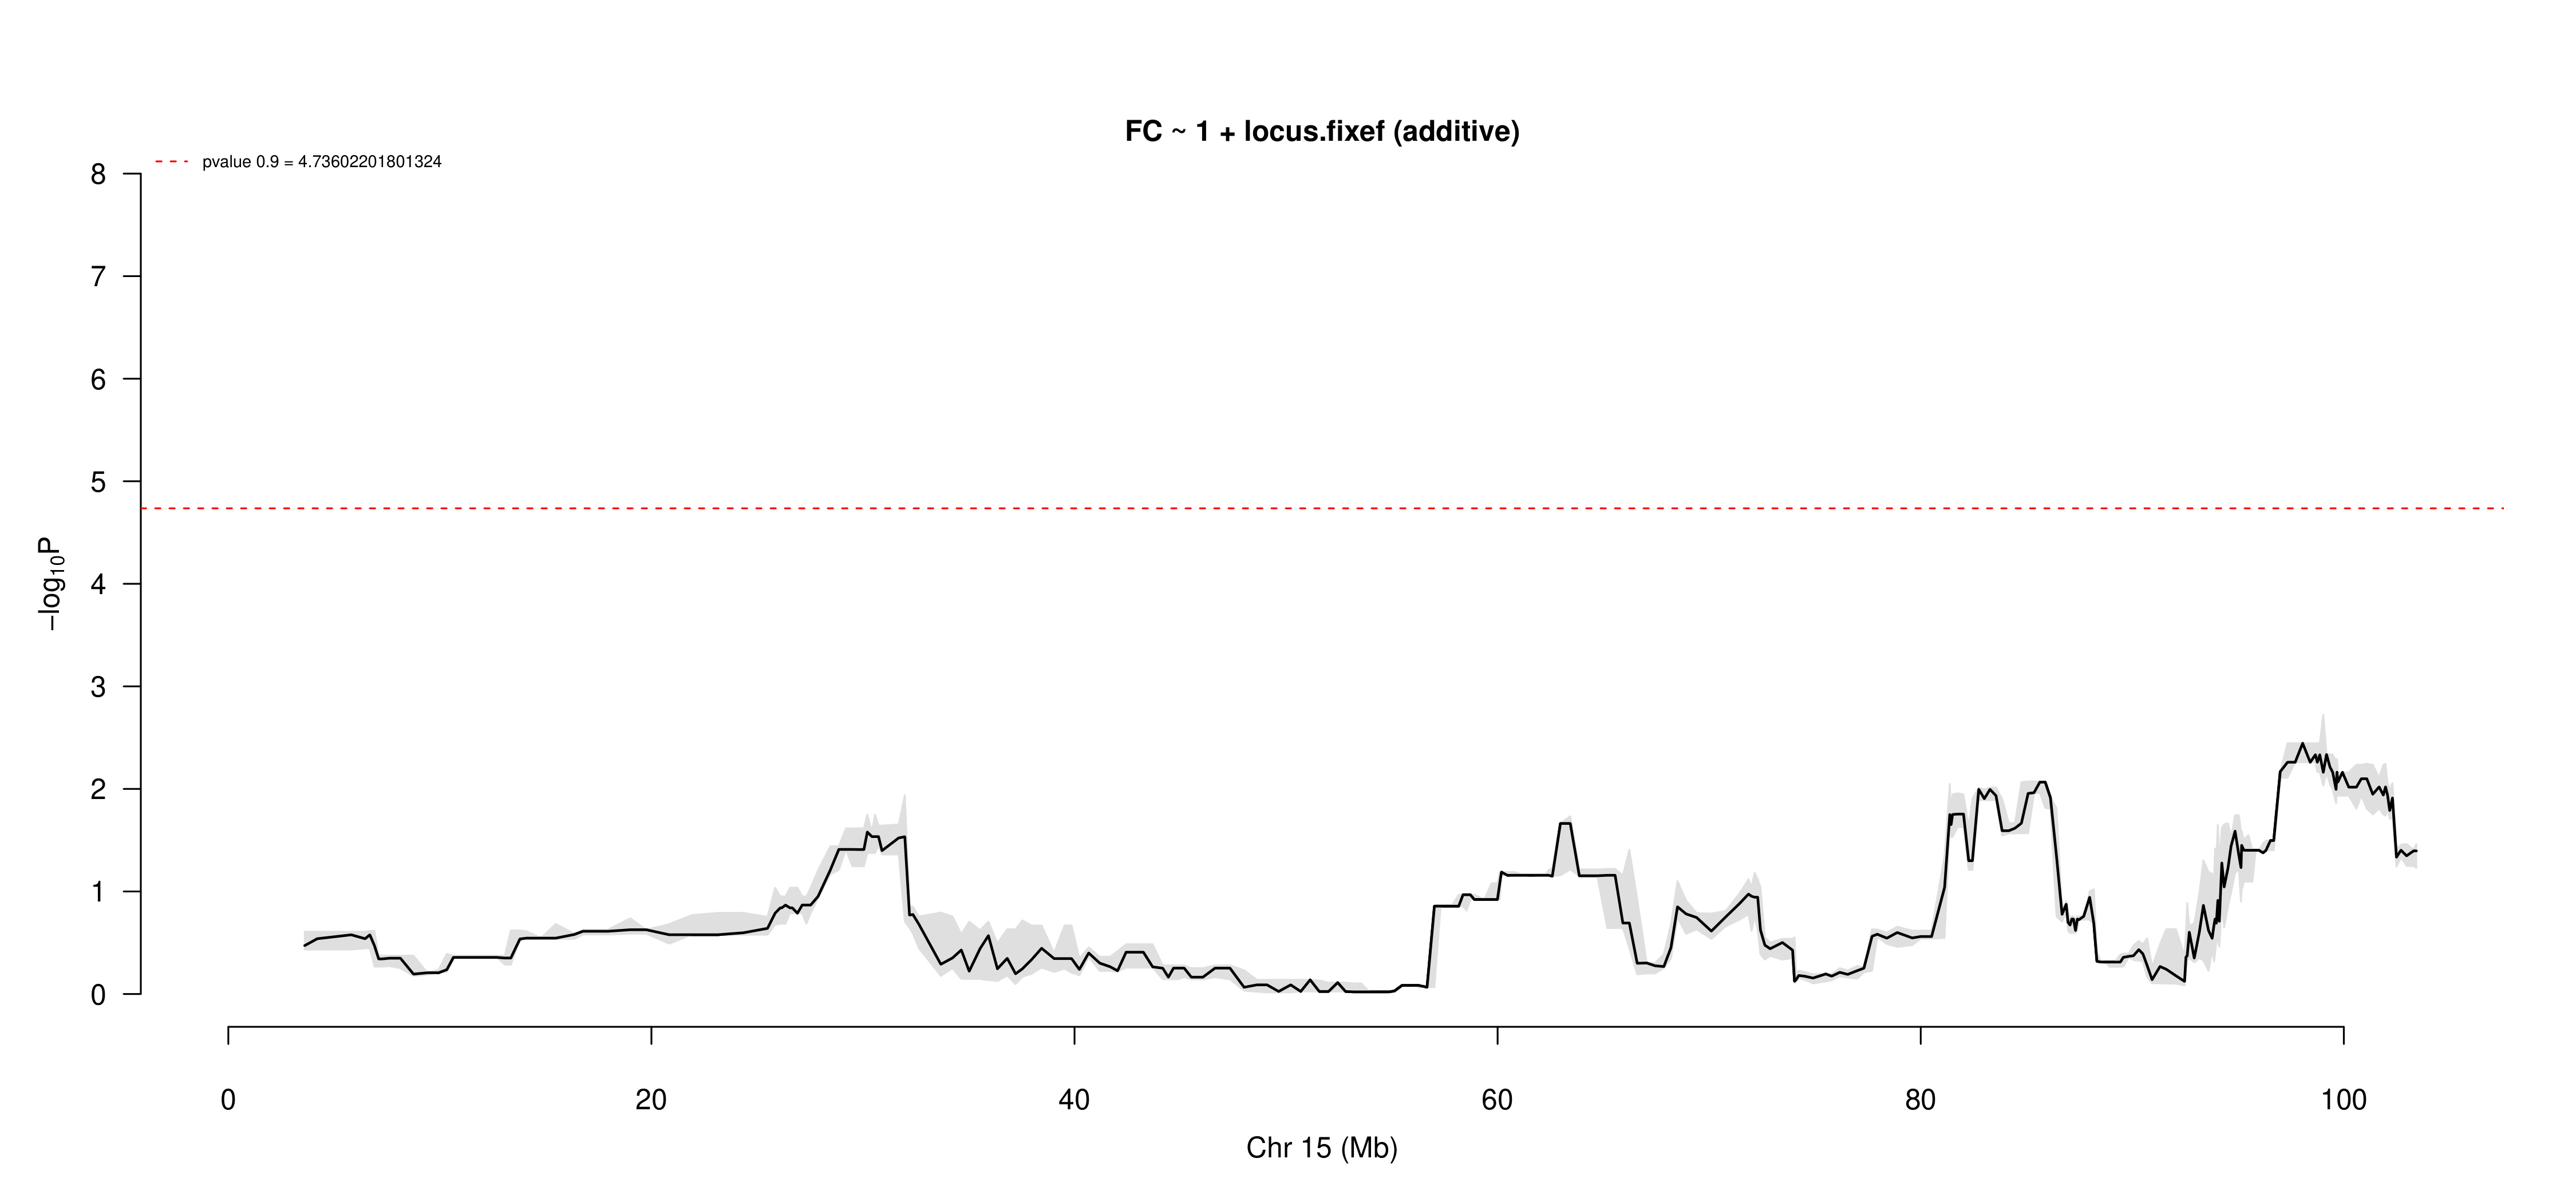 FC ~ 1 + locus.fixef (additive)
pvalue 0.9 = 4.73602201801324
8
7
6
5
4
3
2
1
0
−log₁₀P
0 20 40 60 80 100
Chr 15 (Mb)